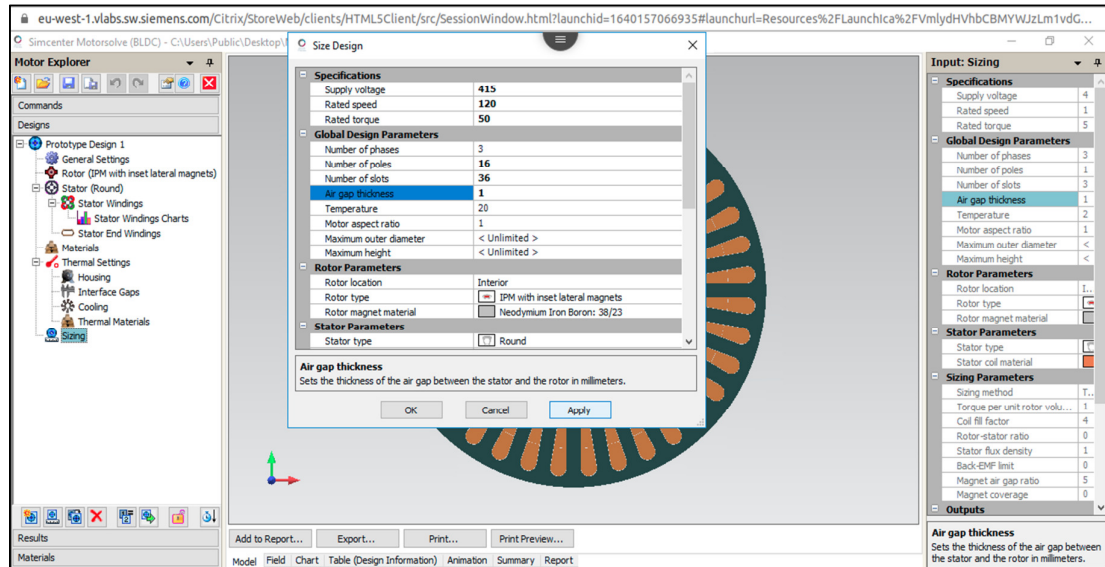 eu-west-1.vlabs.sw.siemens.com/Citrix/StoreWeb/clients/HTML5Client/src/SessionWindow.html?launchid=1640157066935#launchurl=Resources%2FLaunchIca%2FVmlydHVhbCBMYWJzLm1vdG...
Simcenter Motorsolve (BLDC) - C:\Users\Public\Desktop\
Motor Explorer
Commands
Designs
Prototype Design 1
General Settings
Rotor (IPM with inset lateral magnets)
Stator (Round)
Stator Windings
Stator Windings Charts
Stator End Windings
Materials
Thermal Settings
Housing
Interface Gaps
Cooling
Thermal Materials
Sizing
Results
Materials
Size Design
Specifications
Supply voltage 415
Rated speed 120
Rated torque 50
Global Design Parameters
Number of phases 3
Number of poles 16
Number of slots 36
Air gap thickness 1
Temperature 20
Motor aspect ratio 1
Maximum outer diameter < Unlimited >
Maximum height < Unlimited >
Rotor Parameters
Rotor location Interior
Rotor type IPM with inset lateral magnets
Rotor magnet material Neodymium Iron Boron: 38/23
Stator Parameters
Stator type Round
Air gap thickness
Sets the thickness of the air gap between the stator and the rotor in millimeters.
OK Cancel Apply
Add to Report... Export... Print... Print Preview...
Model Field Chart Table (Design Information) Animation Summary Report
Input: Sizing
Specifications
Supply voltage 4
Rated speed 1
Rated torque 5
Global Design Parameters
Number of phases 3
Number of poles 1
Number of slots 3
Air gap thickness 1
Temperature 2
Motor aspect ratio 1
Maximum outer diameter <
Maximum height <
Rotor Parameters
Rotor location I...
Rotor type
Rotor magnet material
Stator Parameters
Stator type
Stator coil material
Sizing Parameters
Sizing method T...
Torque per unit rotor volu... 1
Coil fill factor 4
Rotor-stator ratio 0
Stator flux density 1
Back-EMF limit 0
Magnet air gap ratio 5
Magnet coverage 0
Outputs
Air gap thickness
Sets the thickness of the air gap between
the stator and the rotor in millimeters.